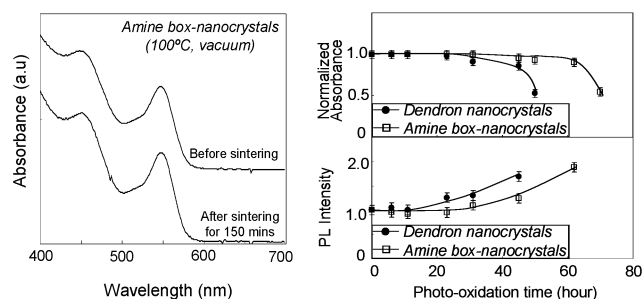 Amine box-nanocrystals
(100ºC, vacuum)
Absorbance (a.u)
Before sintering
After sintering
for 150 mins
400 500 600 700
Wavelength (nm)
Normalized
Absorbance
1.0
0.5
Dendron nanocrystals
Amine box-nanocrystals
PL Intensity
2.0
1.0
0
Dendron nanocrystals
Amine box-nanocrystals
0 20 40 60 80
Photo-oxidation time (hour)